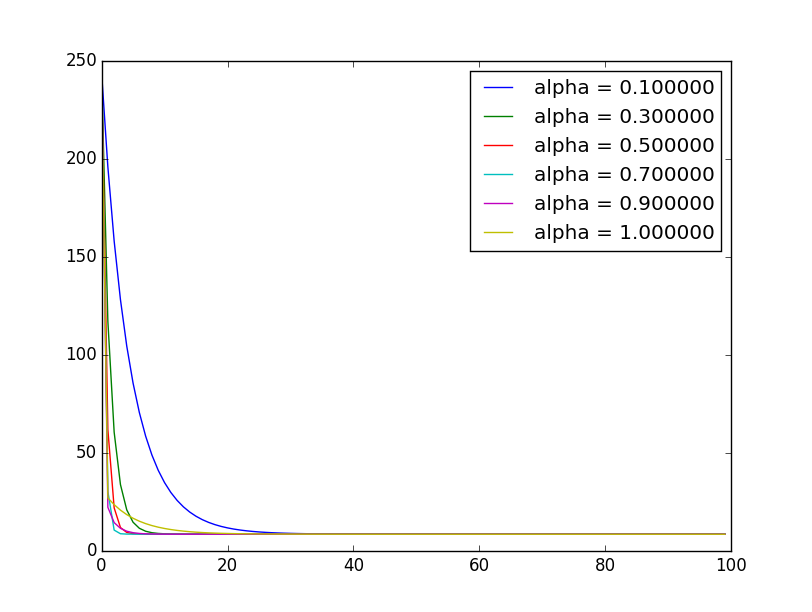 250
200
150
100
50
0
0 20 40 60 80 100
alpha = 0.100000
alpha = 0.300000
alpha = 0.500000
alpha = 0.700000
alpha = 0.900000
alpha = 1.000000